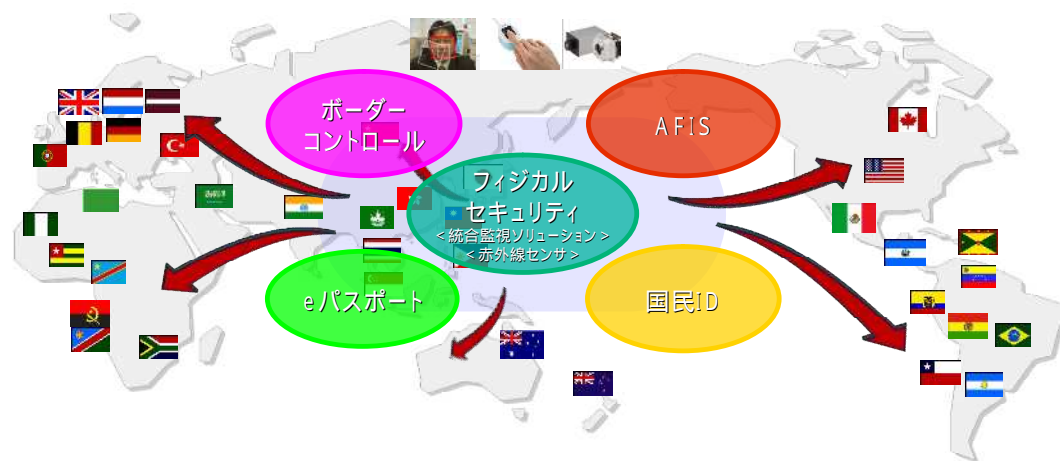 ボーダー
コントロール
AFIS
フィジカル
セキュリティ
<統合監視ソリューション>
<赤外線センサ>
eパスポート
国民ID